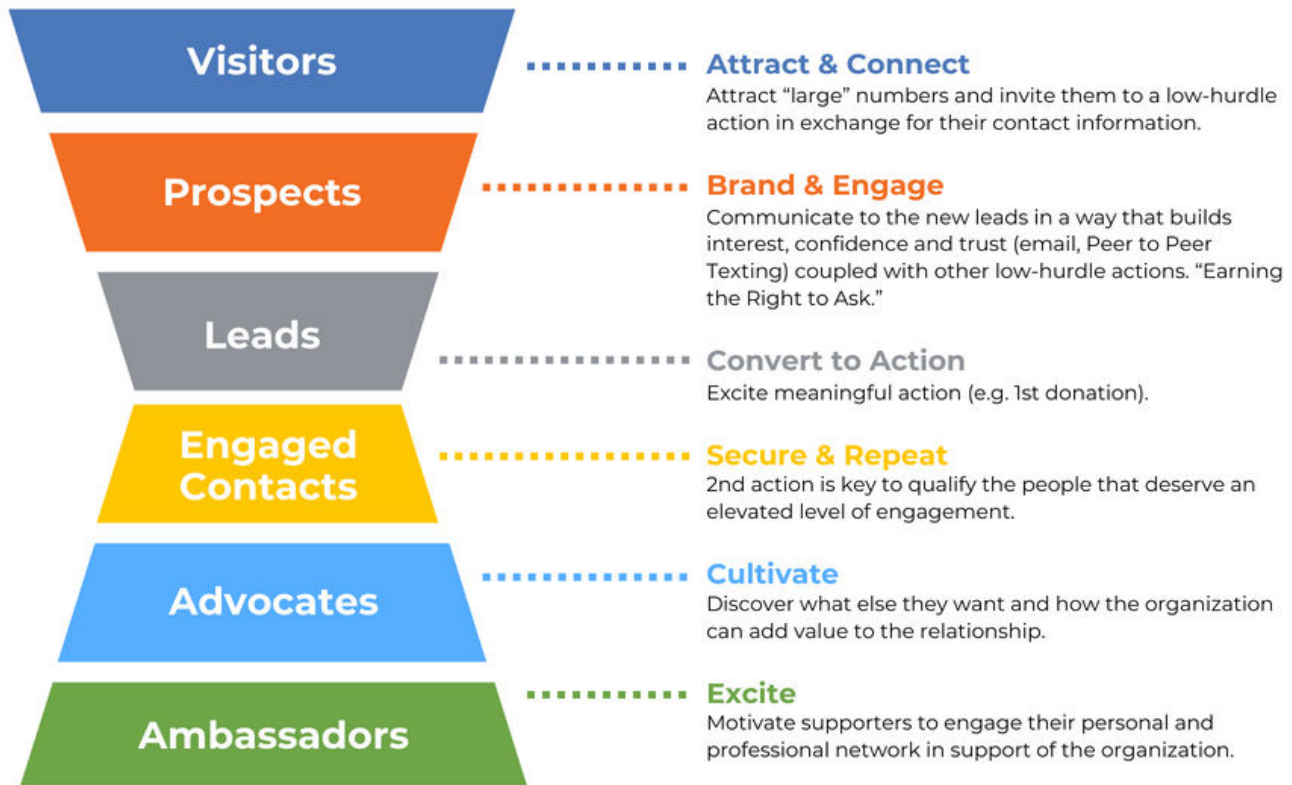 Visitors
Attract & Connect
Attract “large” numbers and invite them to a low-hurdle
action in exchange for their contact information.
Prospects
Brand & Engage
Communicate to the new leads in a way that builds
interest, confidence and trust (email, Peer to Peer
Texting) coupled with other low-hurdle actions. “Earning
the Right to Ask.”
Leads
Convert to Action
Excite meaningful action (e.g. 1st donation).
Engaged
Contacts
Secure & Repeat
2nd action is key to qualify the people that deserve an
elevated level of engagement.
Advocates
Cultivate
Discover what else they want and how the organization
can add value to the relationship.
Ambassadors
Excite
Motivate supporters to engage their personal and
professional network in support of the organization.